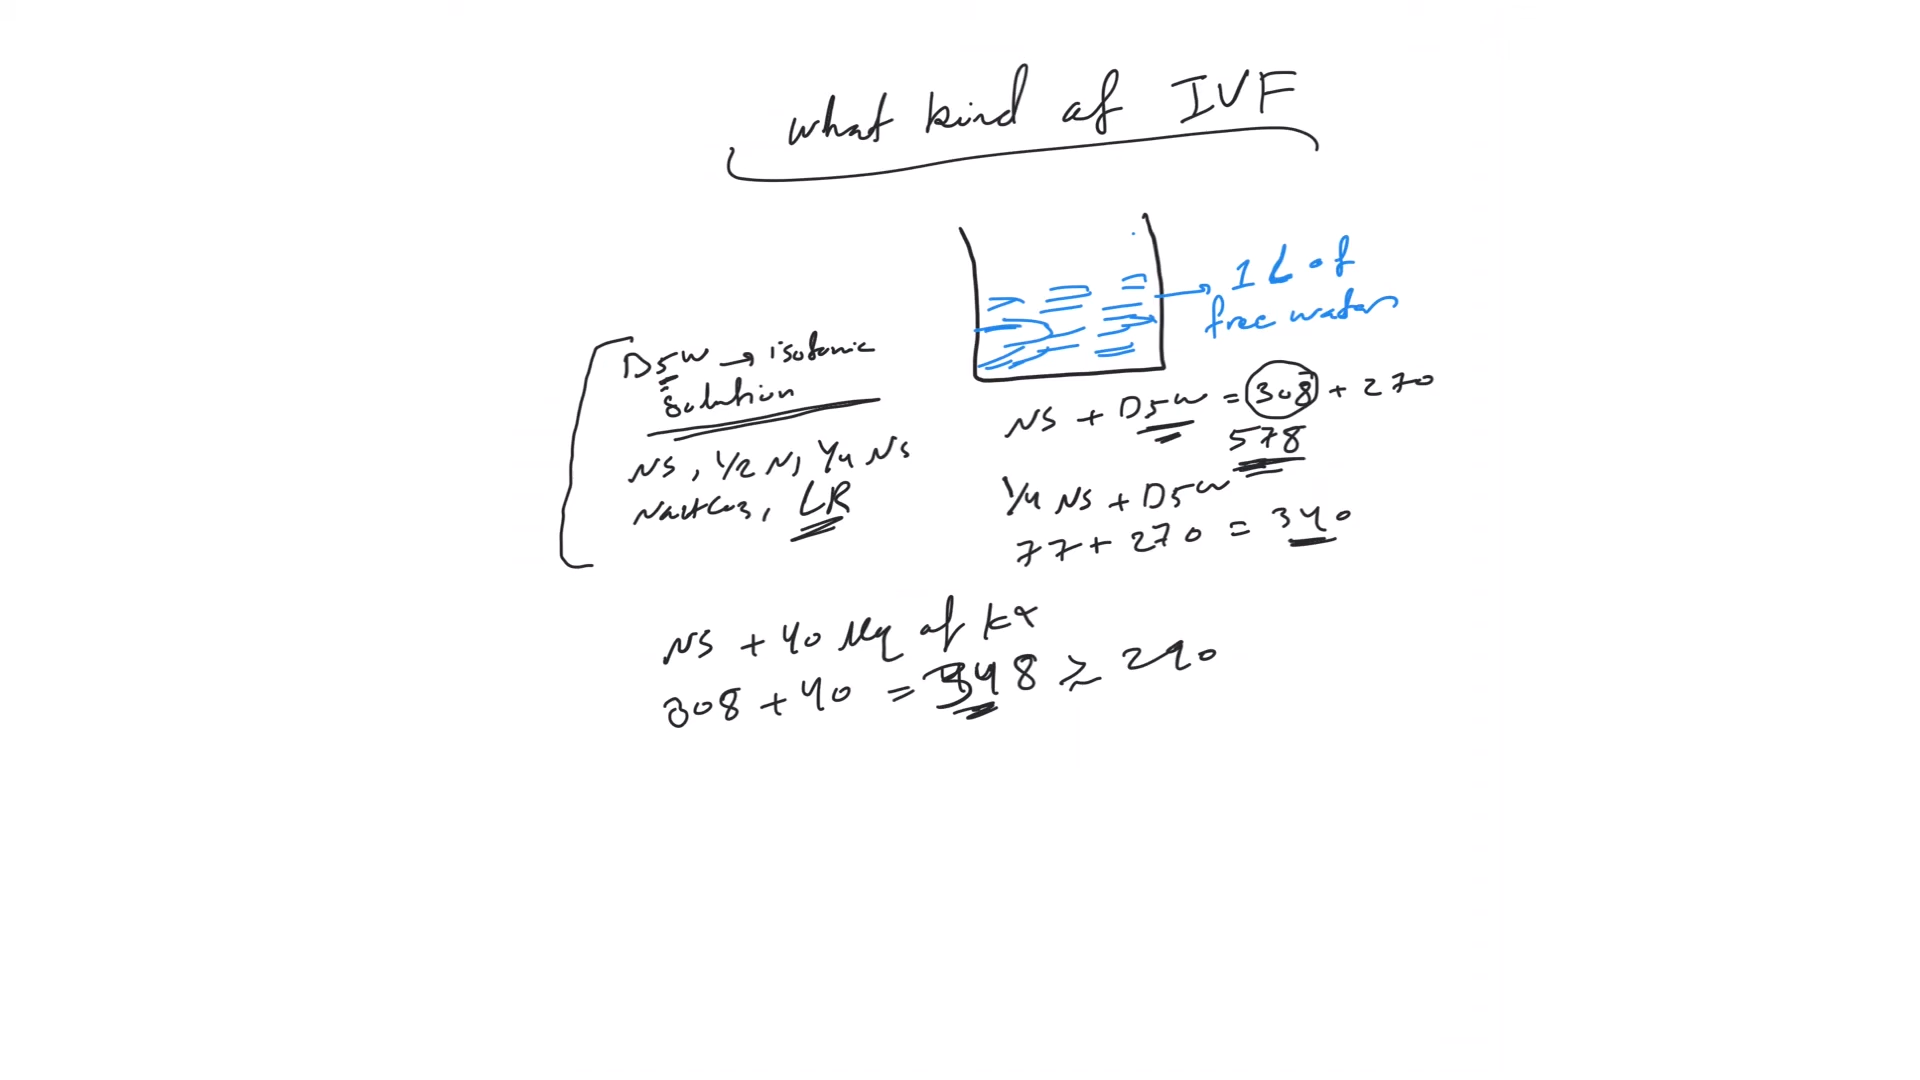 what kind of IVF
1 L of
free water
D5W → isotonic
solution
NS, 1/2 N, 1/4 NS
NaHCO3, LR
NS + D5W = 308 + 270
578
1/4 NS + D5W
77 + 270 = 340
NS + 40 Meq of K+
308 + 40 = 348 ≥ 290